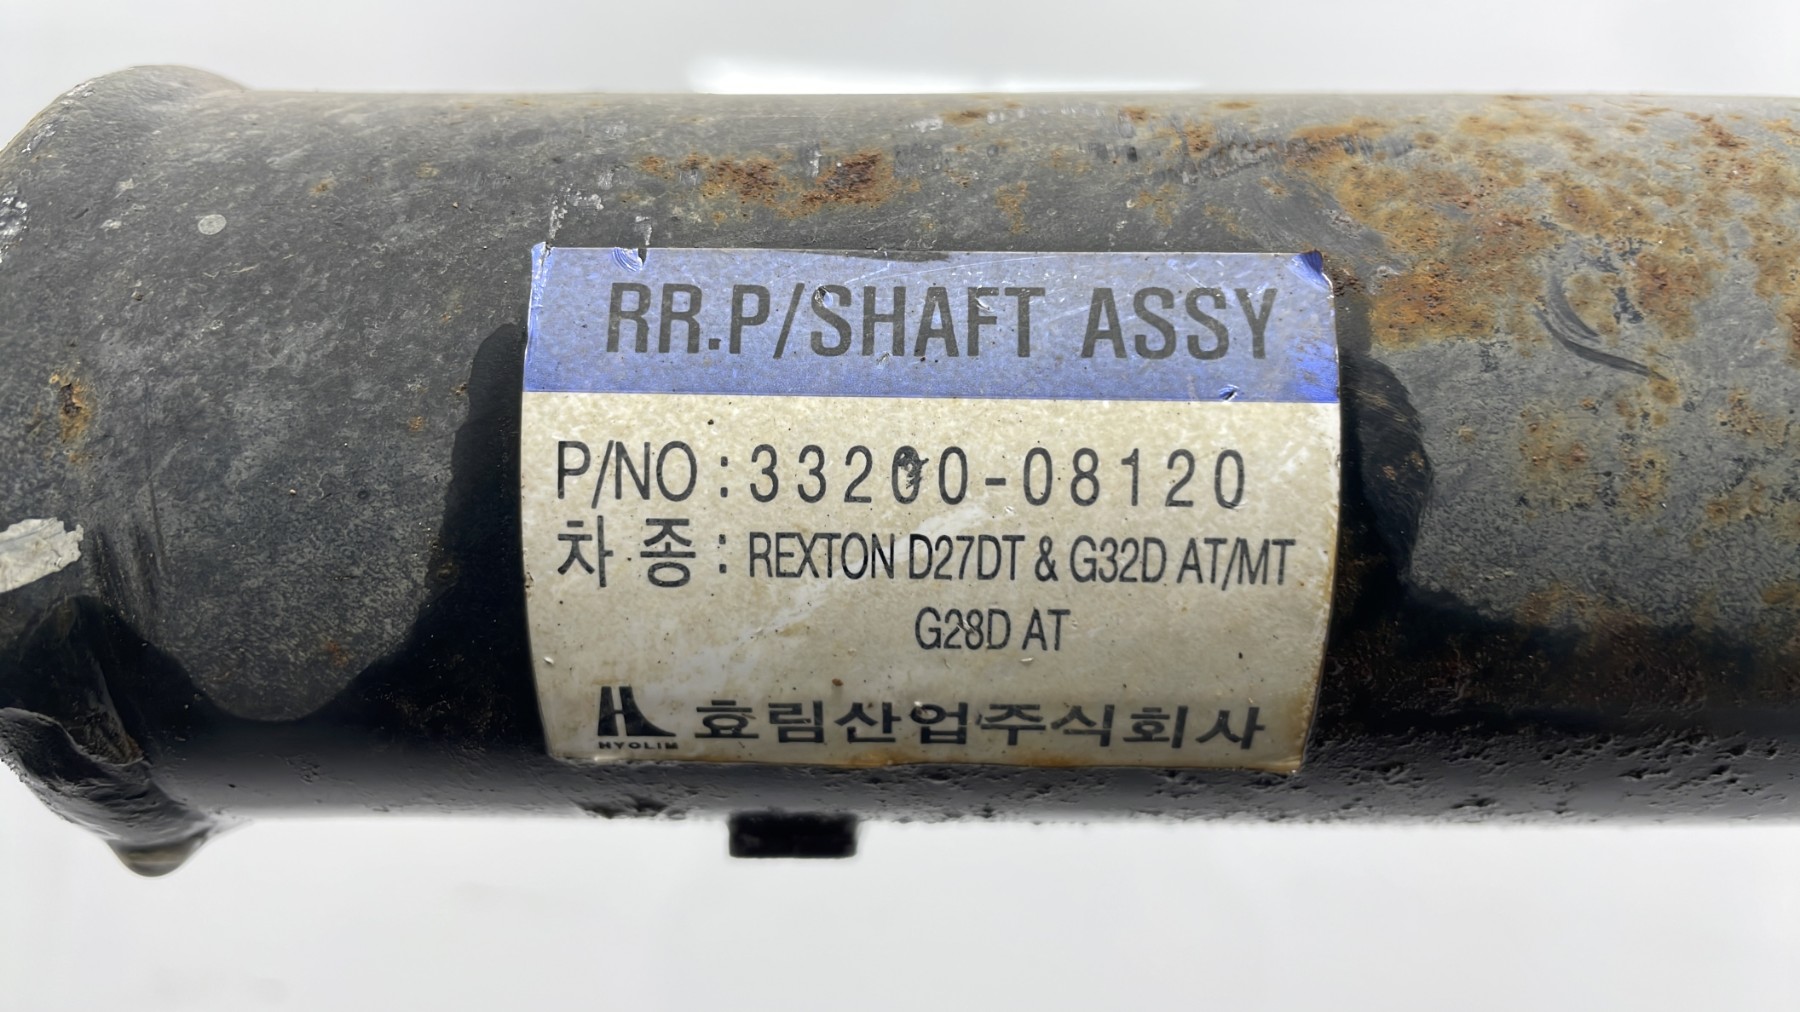 RR.P/SHAFT ASSY
P/NO : 33200-08120
차 종 : REXTON D27DT & G32D AT/MT
G28D AT
HYOLIM 효림산업주식회사